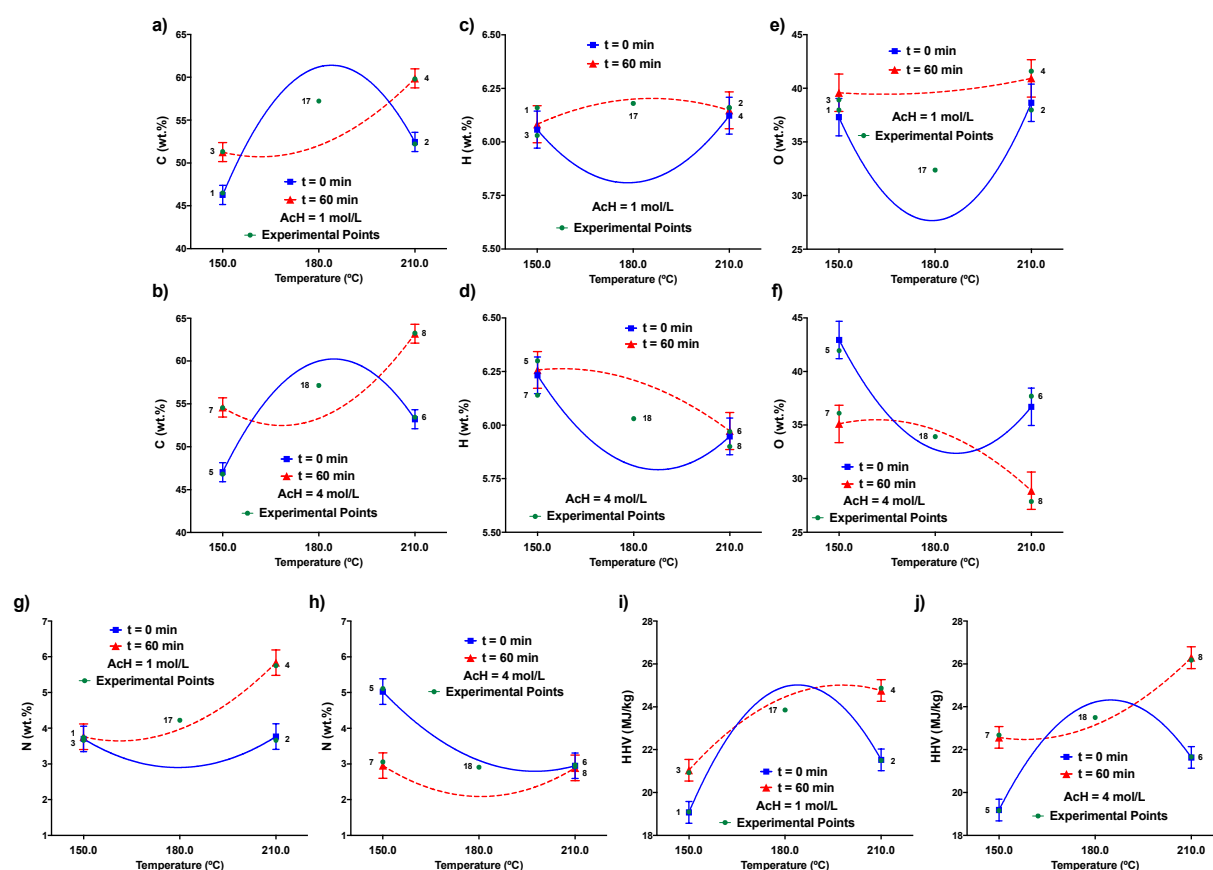 a)
C (wt.%)
65
60
55
50
45
40
150.0
180.0
210.0
Temperature (ºC)
1
2
3
4
17
t = 0 min
t = 60 min
AcH = 1 mol/L
Experimental Points
c)
H (wt.%)
6.50
6.25
6.00
5.75
5.50
150.0
180.0
210.0
Temperature (ºC)
1
3
17
2
4
t = 0 min
t = 60 min
AcH = 1 mol/L
Experimental Points
e)
O (wt.%)
45
40
35
30
25
150.0
180.0
210.0
Temperature (ºC)
3
1
17
4
2
t = 0 min
t = 60 min
AcH = 1 mol/L
Experimental Points
b)
C (wt.%)
65
60
55
50
45
40
150.0
180.0
210.0
Temperature (ºC)
7
5
18
8
6
t = 0 min
t = 60 min
AcH = 4 mol/L
Experimental Points
d)
H (wt.%)
6.50
6.25
6.00
5.75
5.50
150.0
180.0
210.0
Temperature (ºC)
5
7
18
6
8
t = 0 min
t = 60 min
AcH = 4 mol/L
Experimental Points
f)
O (wt.%)
45
40
35
30
25
150.0
180.0
210.0
Temperature (ºC)
5
7
18
6
8
t = 0 min
t = 60 min
AcH = 4 mol/L
Experimental Points
g)
N (wt.%)
7
6
5
4
3
2
1
150.0
180.0
210.0
Temperature (ºC)
1
3
17
4
2
t = 0 min
t = 60 min
AcH = 1 mol/L
Experimental Points
h)
N (wt.%)
7
6
5
4
3
2
1
150.0
180.0
210.0
Temperature (ºC)
5
7
18
6
8
t = 0 min
t = 60 min
AcH = 4 mol/L
Experimental Points
i)
HHV (MJ/kg)
28
26
24
22
20
18
150.0
180.0
210.0
Temperature (ºC)
3
1
17
4
2
t = 0 min
t = 60 min
AcH = 1 mol/L
Experimental Points
j)
HHV (MJ/kg)
28
26
24
22
20
18
150.0
180.0
210.0
Temperature (ºC)
7
5
18
8
6
t = 0 min
t = 60 min
AcH = 4 mol/L
Experimental Points